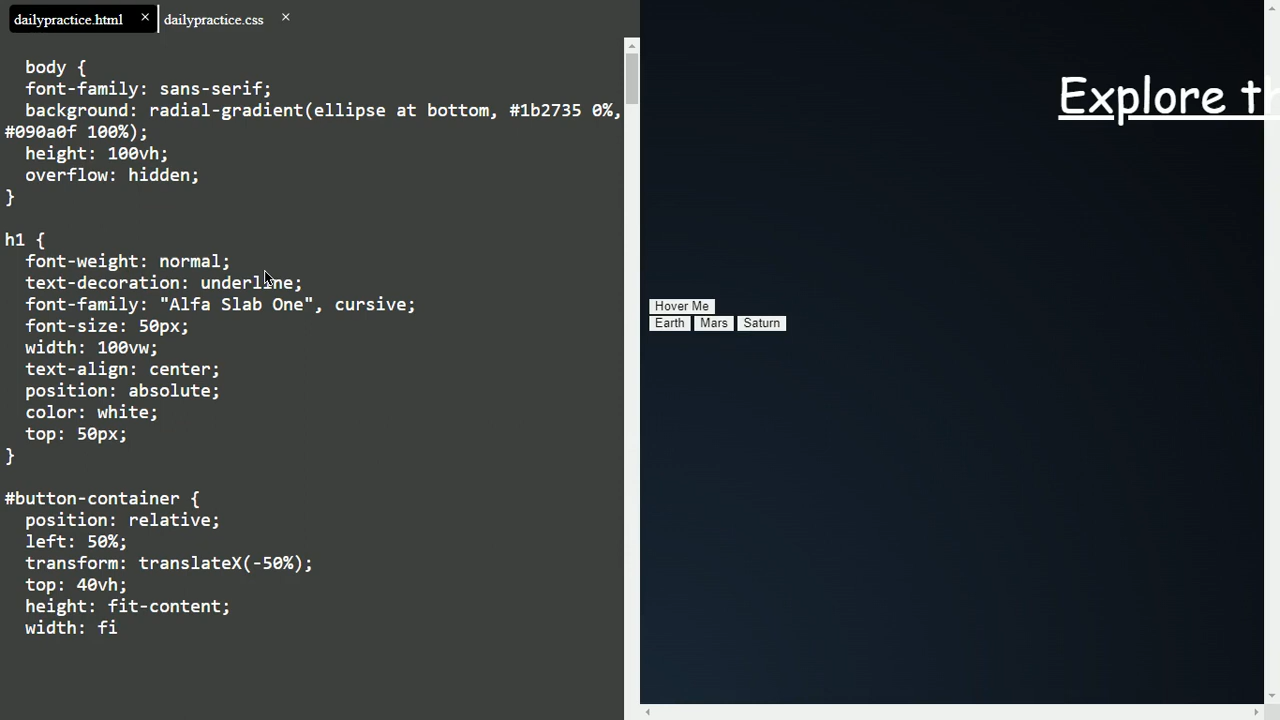 dailypractice.html × dailypractice.css ×
body {
font-family: sans-serif;
background: radial-gradient(ellipse at bottom, #1b2735 0%,
#090a0f 100%);
height: 100vh;
overflow: hidden;
}
h1 {
font-weight: normal;
text-decoration: underline;
font-family: "Alfa Slab One", cursive;
font-size: 50px;
width: 100vw;
text-align: center;
position: absolute;
color: white;
top: 50px;
}
#button-container {
position: relative;
left: 50%;
transform: translateX(-50%);
top: 40vh;
height: fit-content;
width: fi
Explore th
Hover Me
Earth Mars Saturn